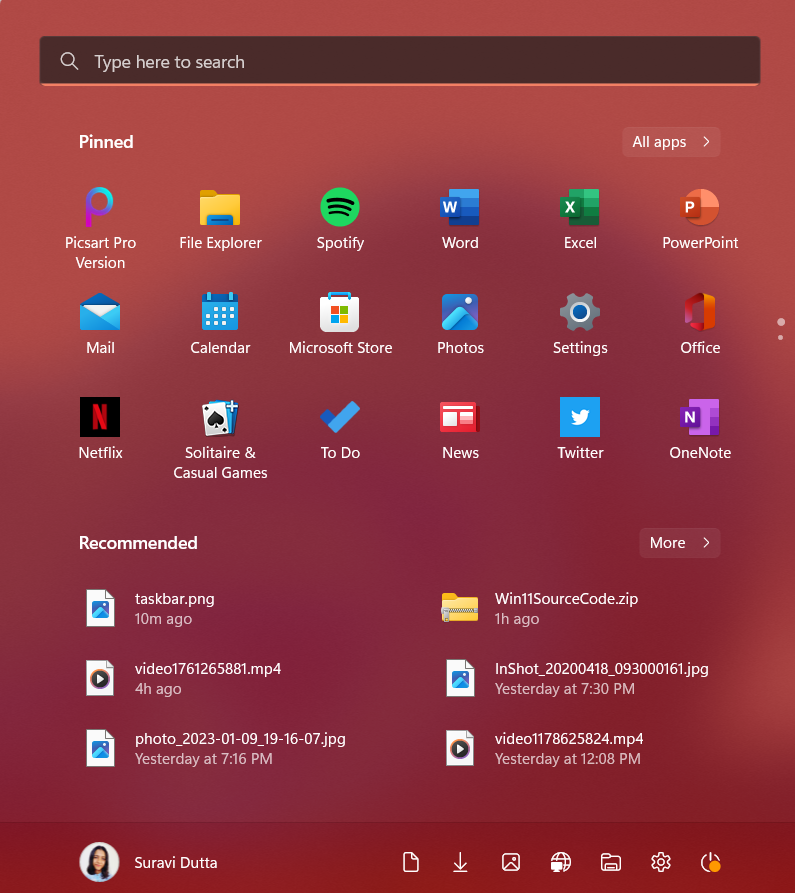 Type here to search
Pinned
All apps
Picsart Pro
Version
File Explorer
Spotify
Word
Excel
PowerPoint
Mail
Calendar
Microsoft Store
Photos
Settings
Office
Netflix
Solitaire &
Casual Games
To Do
News
Twitter
OneNote
Recommended
More
taskbar.png
10m ago
Win11SourceCode.zip
1h ago
video1761265881.mp4
4h ago
InShot_20200418_093000161.jpg
Yesterday at 7:30 PM
photo_2023-01-09_19-16-07.jpg
Yesterday at 7:16 PM
video1178625824.mp4
Yesterday at 12:08 PM
Suravi Dutta